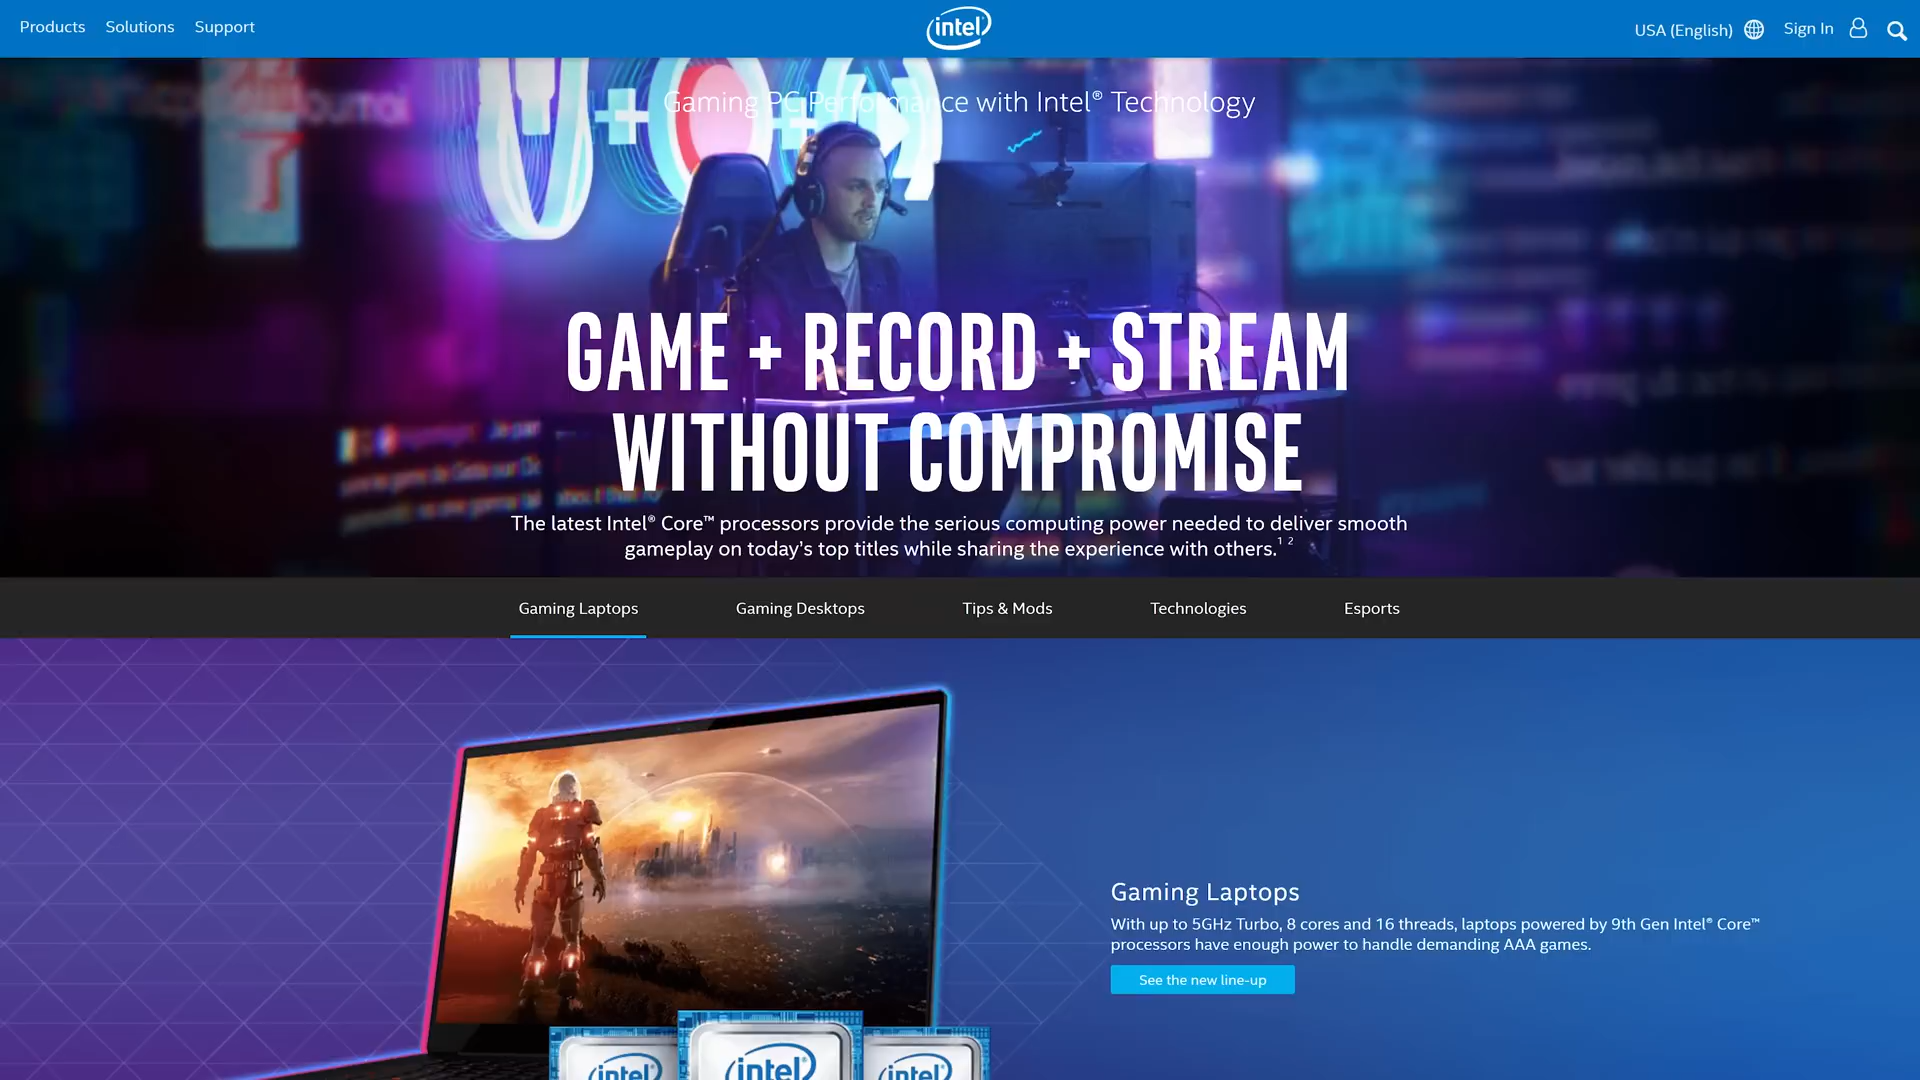 Products Solutions Support
intel
USA (English) Sign In
Gaming PC Performance with Intel® Technology
GAME + RECORD + STREAM
WITHOUT COMPROMISE
The latest Intel® Core™ processors provide the serious computing power needed to deliver smooth
gameplay on today’s top titles while sharing the experience with others.¹ ²
Gaming Laptops Gaming Desktops Tips & Mods Technologies Esports
Gaming Laptops
With up to 5GHz Turbo, 8 cores and 16 threads, laptops powered by 9th Gen Intel® Core™
processors have enough power to handle demanding AAA games.
See the new line-up
intel intel intel